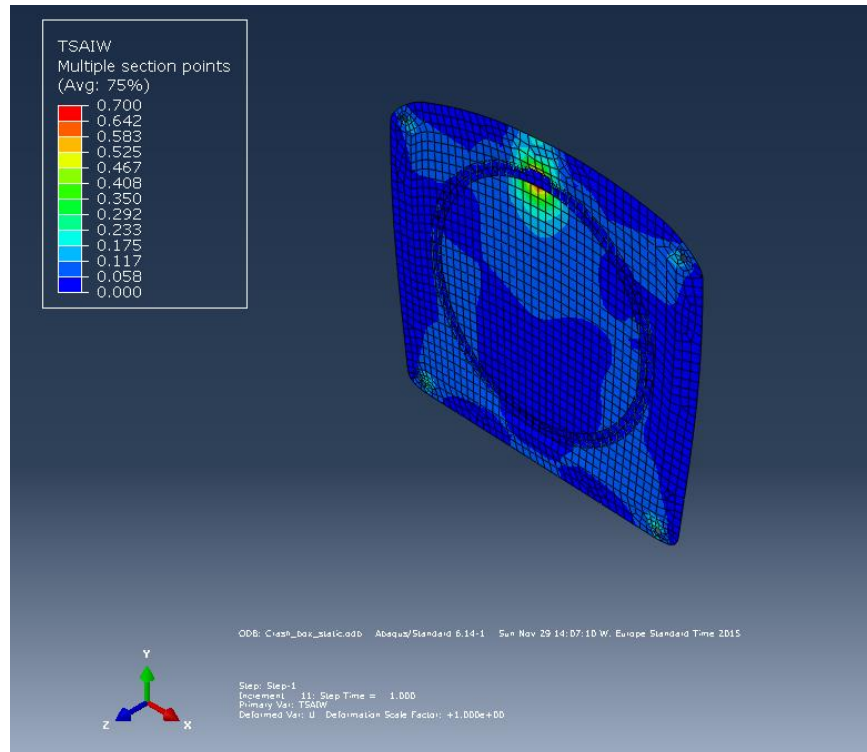 TSAIW
Multiple section points
(Avg: 75%)
0.700
0.642
0.583
0.525
0.467
0.408
0.350
0.292
0.233
0.175
0.117
0.058
0.000
ODB: Crash_box_static.odb Abaqus/Standard 6.14-1 Sun Nov 29 14:07:10 W. Europe Standard Time 2015
Y
Z
X
Step: Step-1
Increment 11: Step Time = 1.000
Primary Var: TSAIW
Deformed Var: U Deformation Scale Factor: +1.000e+00